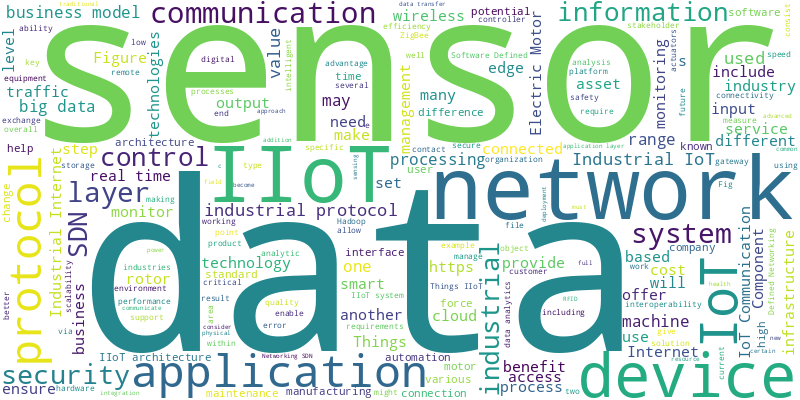 business model
communication
wireless
potential
controller
data transfer
traditional
information
software
stakeholder
consist
advanced
ability
key
low
efficiency
ZigBee
well
Software Defined
actuators
level
sensor
Figure
digital
equipment
remote
technologies
value
intelligent
advantage
time
several
edge
analysis
platform
safety
require
Electric Motor
monitoring
s
used
include
speed
connectivity
future
measure
traffic
big data
processes
end
approach
output
may
need
make
many
difference
asset
industry
input
service
exchange
overall
architecture
addition
management
secure
application layer
common
step
help
control
IIoT
specific
connected
range
known
different
storage
real time
c
type
contact
organization
processing
user
set
Industrial IoT
gateway
using
protocol
change
Industrial Internet
layer
making
field
become
sensing
network
Fig
deployment
must
SDN
monitor
industrial protocol
working
Hadoop
allow
file
object
system
company
Component
Defined Networking
infrastructure
better
scalability
industries
power
point
product
analytic
interface
example
manage
technology
one
https
provide
based
work
cost
will
IoT
IoT Communication
data
rotor
standard
smart
Things IIoT
customer
full
interoperability
environment
critical
IIoT system
industrial
data analytics
RFID
offer
high
health
business
performance
communicate
result
area
quality
force
cloud
including
machine
give
solution
via
support
physical
consider
enable
error
another
requirements
Things
use
Internet
current
certain
new
within
security
IIoT architecture
Networking SDN
automation
motor
benefit
access
resource
ensure
hardware
integration
application
maintenance
manufacturing
might
various
connection
process
two
device